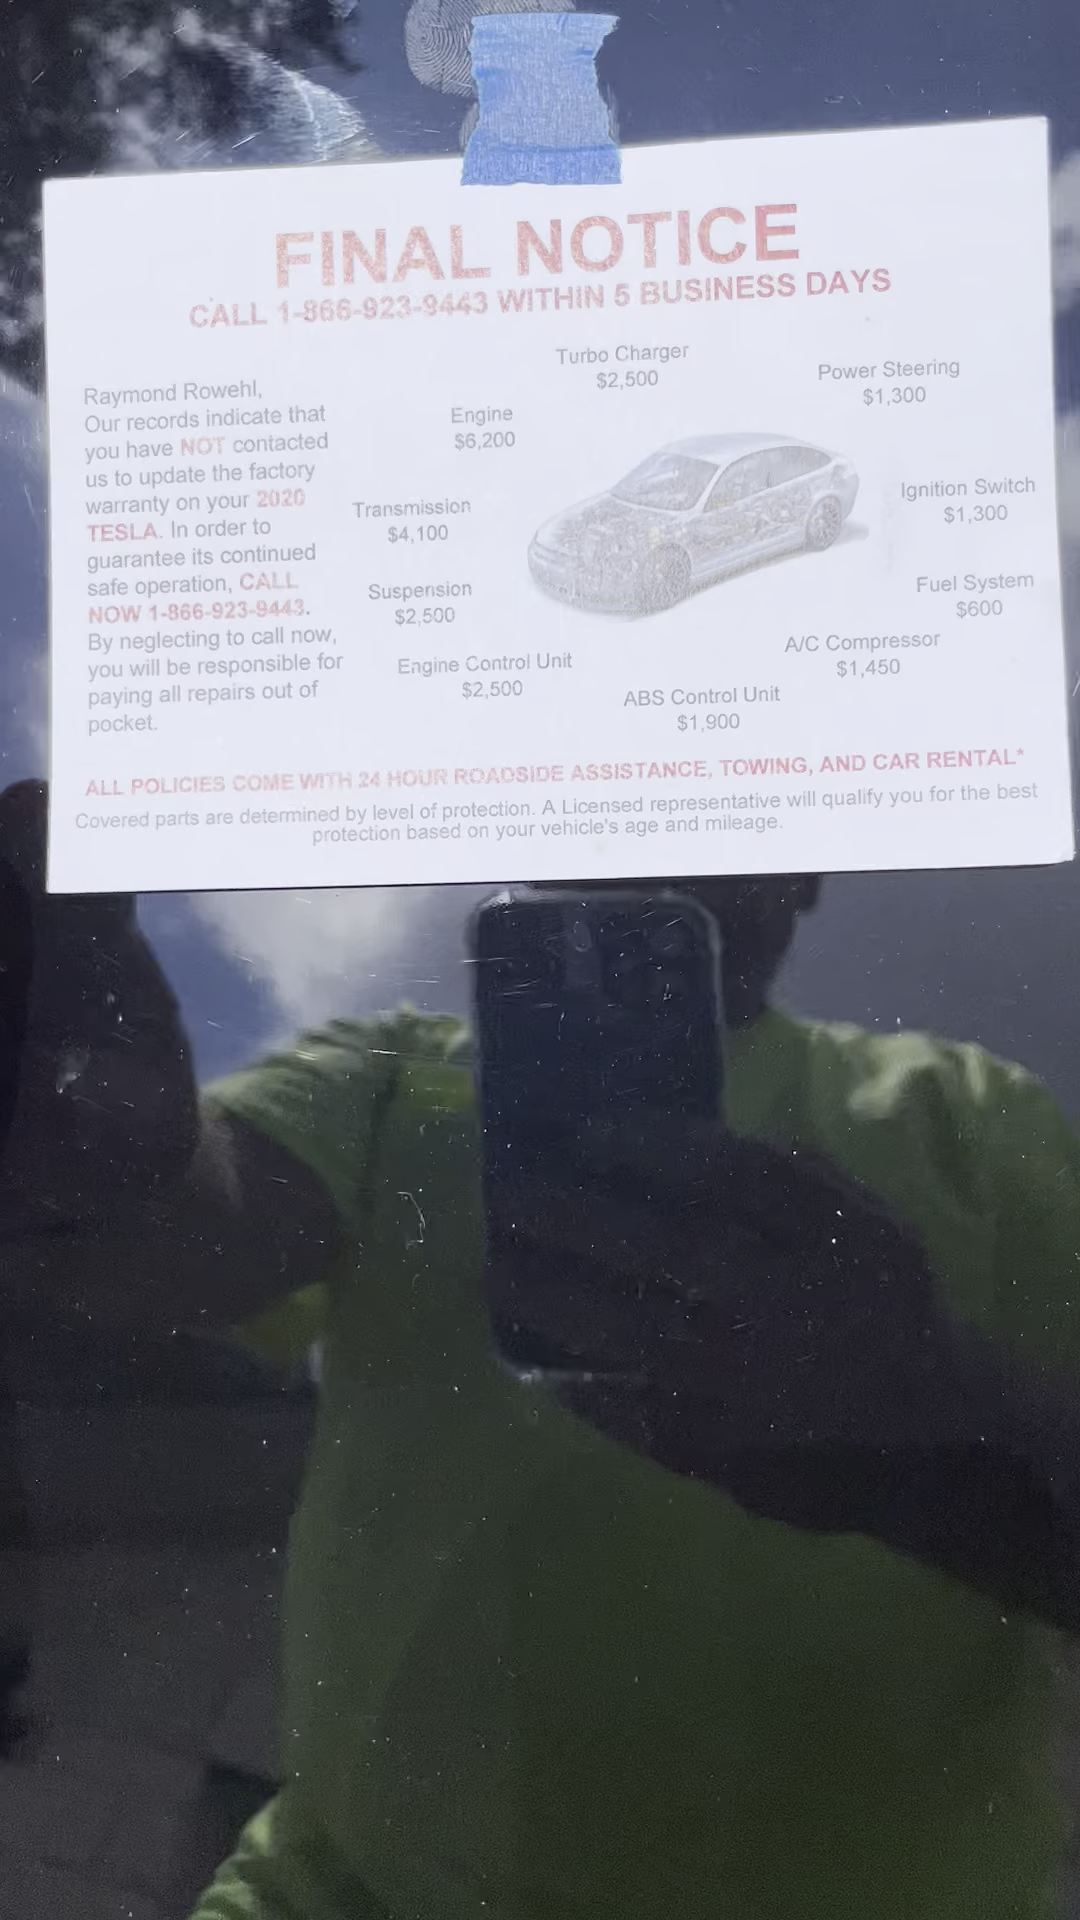 FINAL NOTICE
CALL 1-866-923-9443 WITHIN 5 BUSINESS DAYS
Raymond Rowehl,
Our records indicate that
you have NOT contacted
us to update the factory
warranty on your 2020
TESLA. In order to
guarantee its continued
safe operation, CALL
NOW 1-866-923-9443.
By neglecting to call now,
you will be responsible for
paying all repairs out of
pocket.
Turbo Charger
$2,500
Power Steering
$1,300
Engine
$6,200
Transmission
$4,100
Ignition Switch
$1,300
Suspension
$2,500
Fuel System
$600
Engine Control Unit
$2,500
A/C Compressor
$1,450
ABS Control Unit
$1,900
ALL POLICIES COME WITH 24 HOUR ROADSIDE ASSISTANCE, TOWING, AND CAR RENTAL*
Covered parts are determined by level of protection. A Licensed representative will qualify you for the best
protection based on your vehicle's age and mileage.